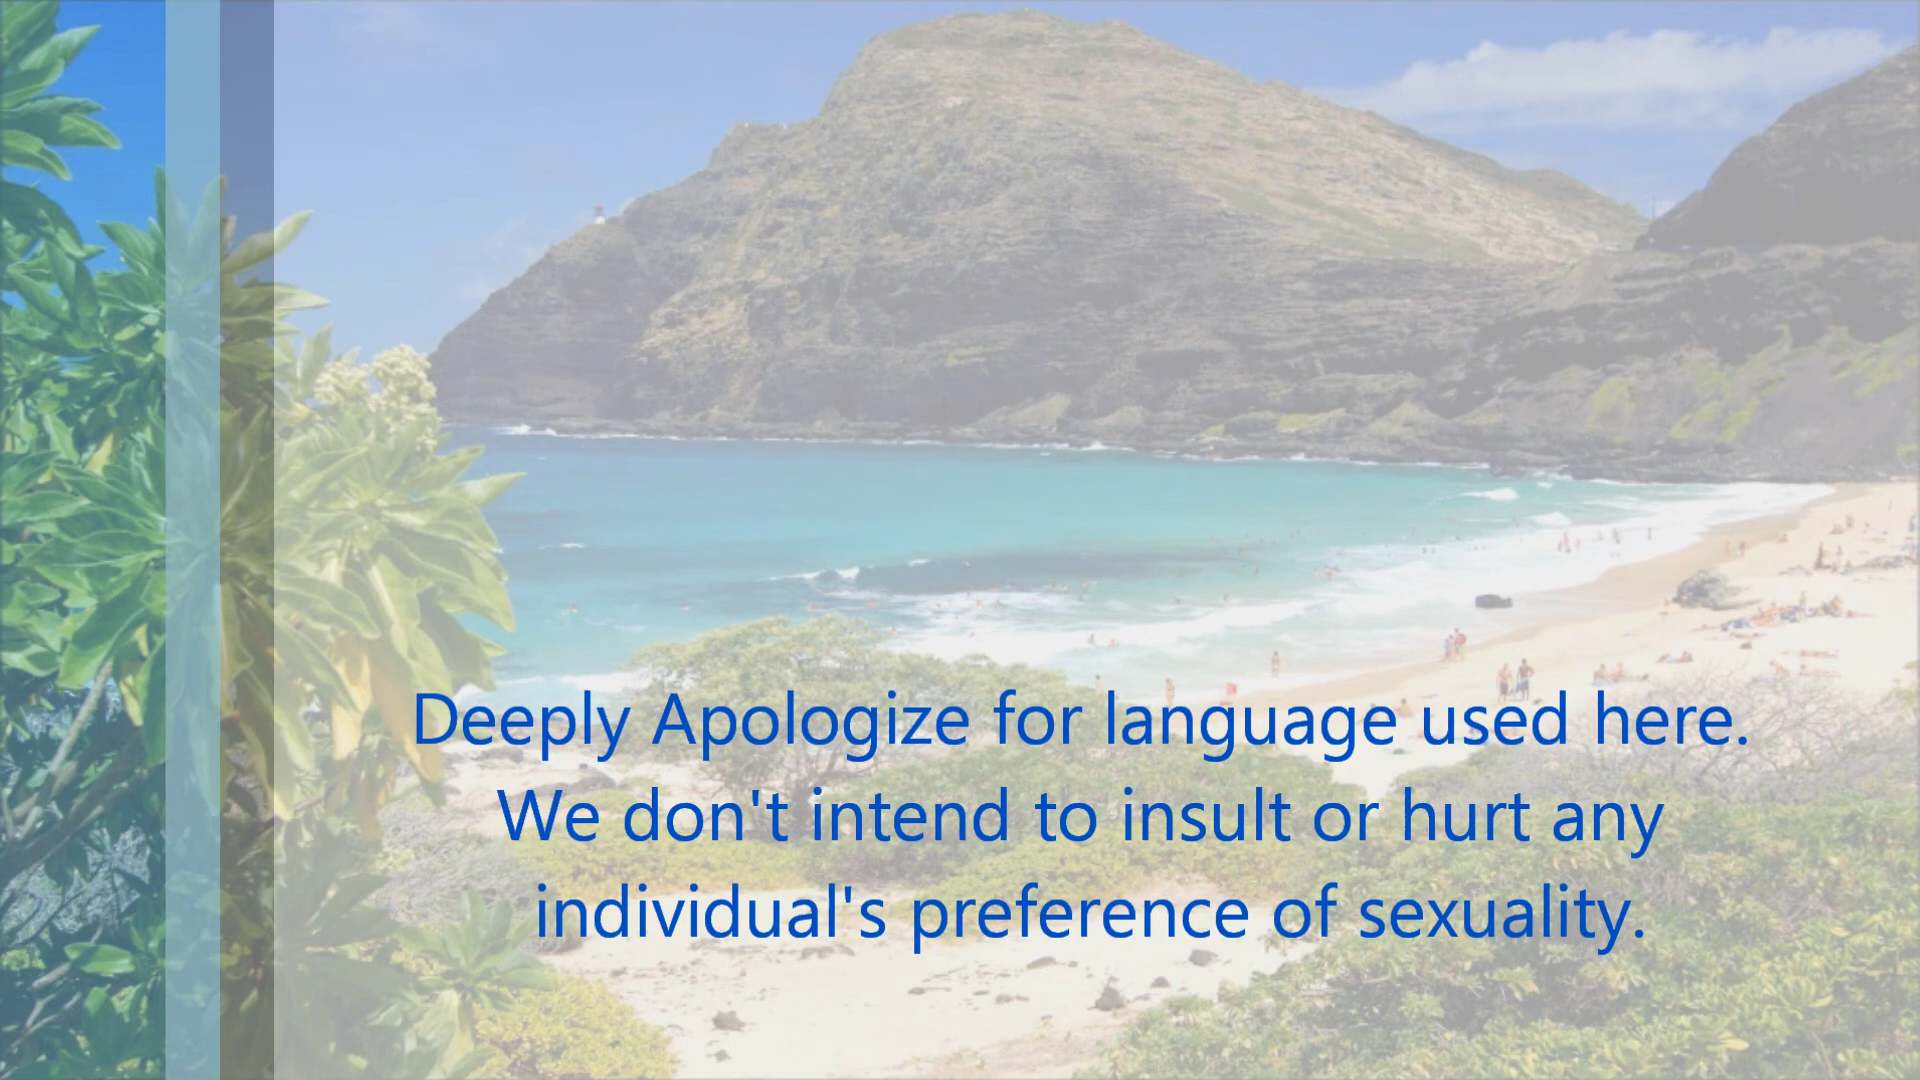 Deeply Apologize for language used here.
We don't intend to insult or hurt any
individual's preference of sexuality.